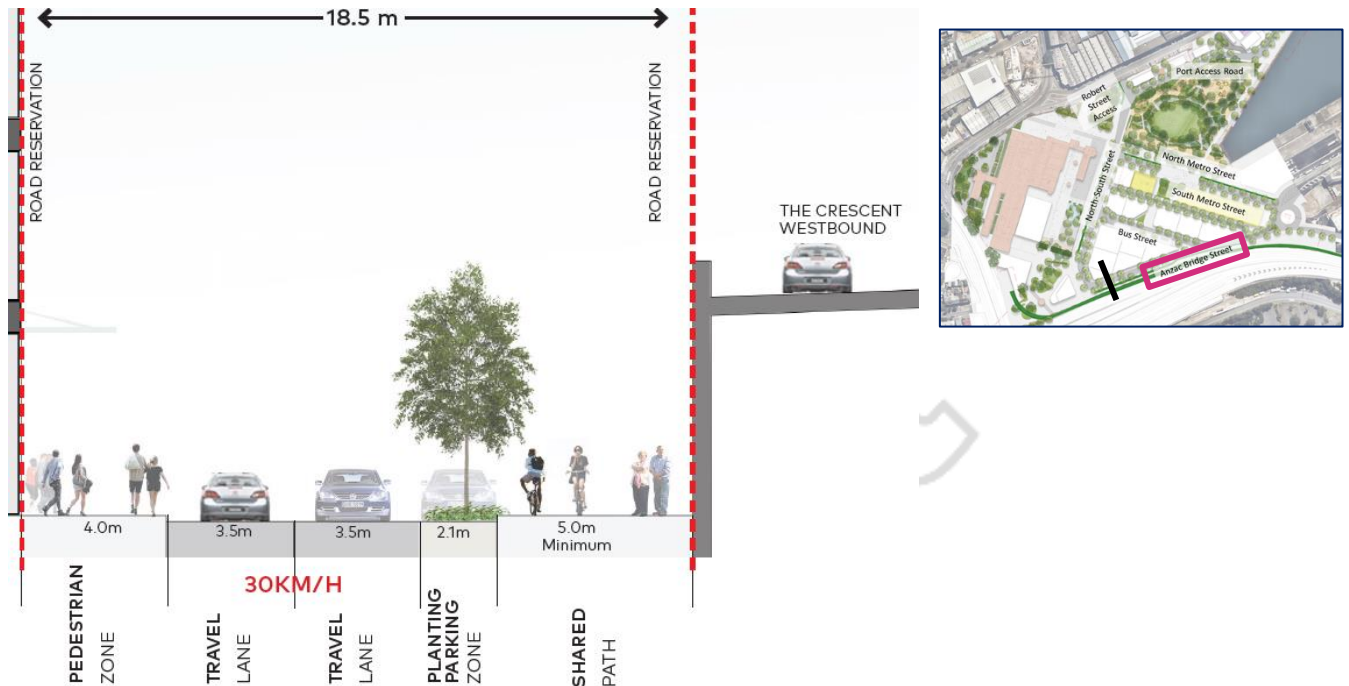 18.5 m
ROAD RESERVATION
ROAD RESERVATION
THE CRESCENT
WESTBOUND
4.0m
3.5m
3.5m
2.1m
5.0m
Minimum
30KM/H
PEDESTRIAN
ZONE
TRAVEL
LANE
TRAVEL
LANE
PLANTING
PARKING
ZONE
SHARED
PATH
Port Access Road
Robert
Street
Access
North Metro Street
North-South Street
South Metro Street
Bus Street
Anzac Bridge Street